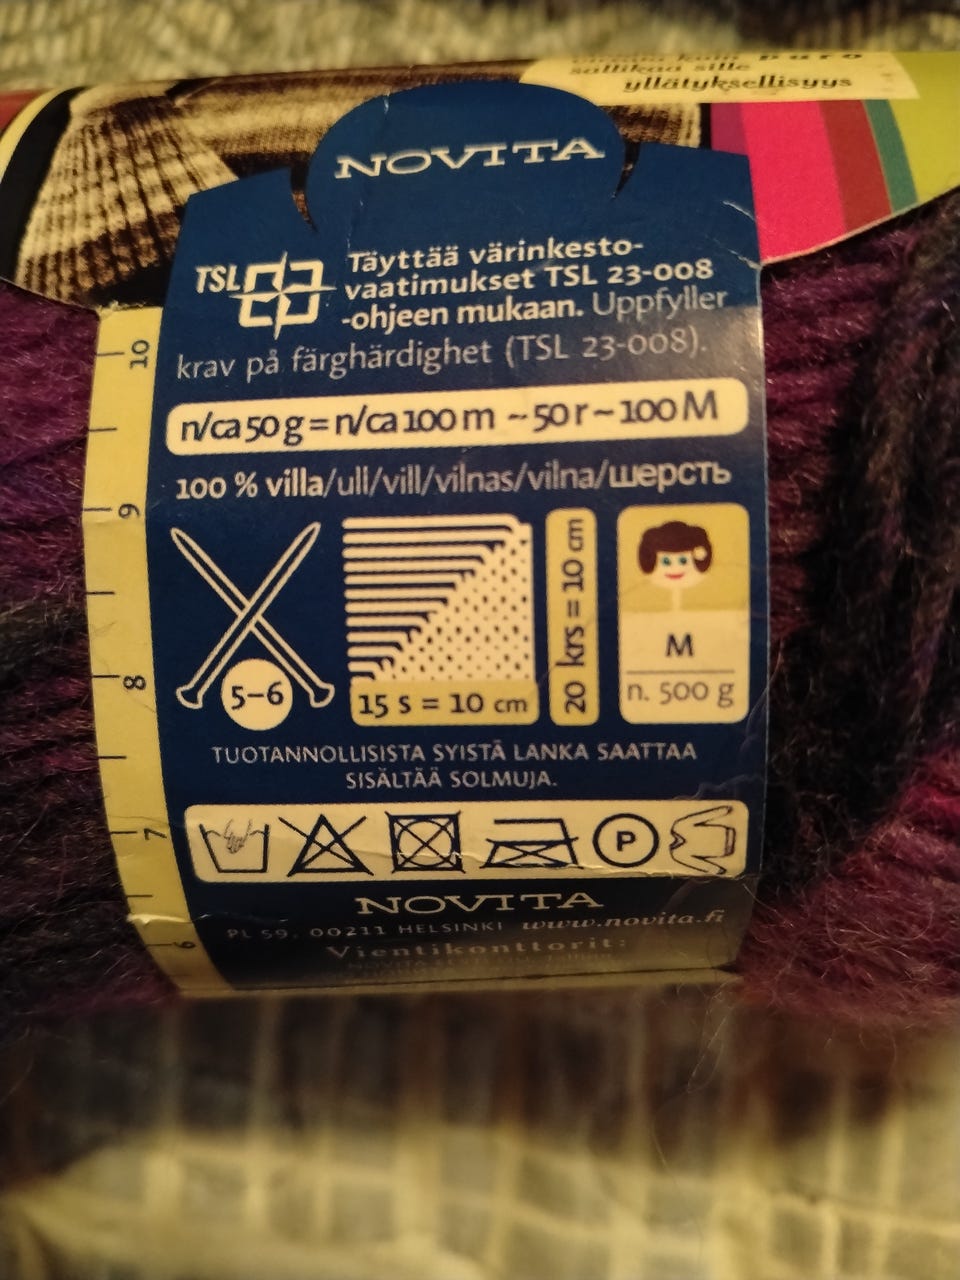 puro
sallikaa sille
yllätyksellisyys
NOVITA
TSL
Täyttää värinkesto-
vaatimukset TSL 23-008
-ohjeen mukaan. Uppfyller
krav på färghärdighet (TSL 23-008).
n/ca 50 g = n/ca 100 m ~ 50 r ~ 100 M
100 % villa/ull/vill/vilnas/vilna/шерсть
5-6
15 s = 10 cm
20 krs = 10 cm
M
n. 500 g
TUOTANNOLLISISTA SYISTÄ LANKA SAATTAA
SISÄLTÄÄ SOLMUJA.
P
NOVITA
PL 59, 00211 HELSINKI www.novita.fi
Vientikonttorit:
10
9
8
7
6